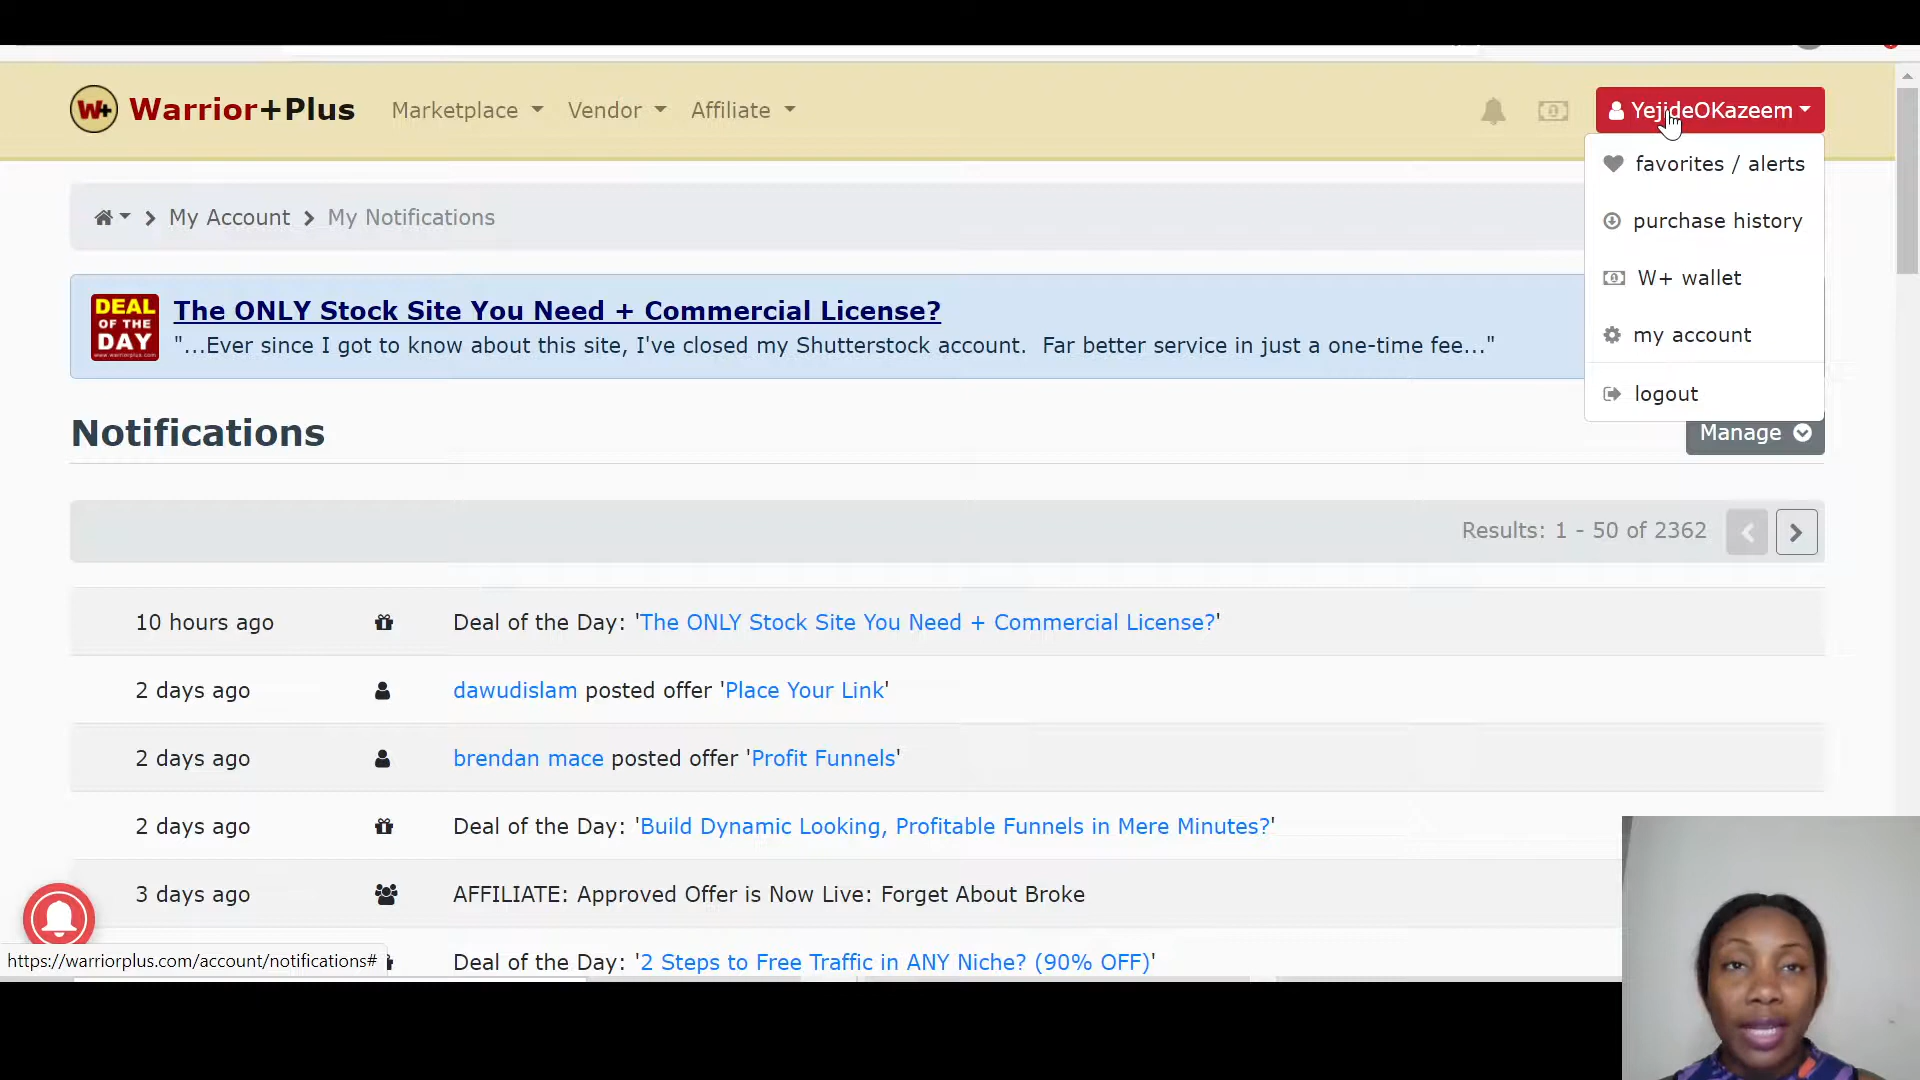 W+ Warrior+Plus Marketplace Vendor Affiliate YejideOKazeem
favorites / alerts
purchase history
W+ wallet
my account
logout
My Account My Notifications
DEAL
OF THE
DAY
www.warriorplus.com
The ONLY Stock Site You Need + Commercial License?
"...Ever since I got to know about this site, I've closed my Shutterstock account.  Far better service in just a one-time fee..."
Notifications
Manage
Results: 1 - 50 of 2362
10 hours ago Deal of the Day: 'The ONLY Stock Site You Need + Commercial License?'
2 days ago dawudislam posted offer 'Place Your Link'
2 days ago brendan mace posted offer 'Profit Funnels'
2 days ago Deal of the Day: 'Build Dynamic Looking, Profitable Funnels in Mere Minutes?'
3 days ago AFFILIATE: Approved Offer is Now Live: Forget About Broke
Deal of the Day: '2 Steps to Free Traffic in ANY Niche? (90% OFF)'
https://warriorplus.com/account/notifications#